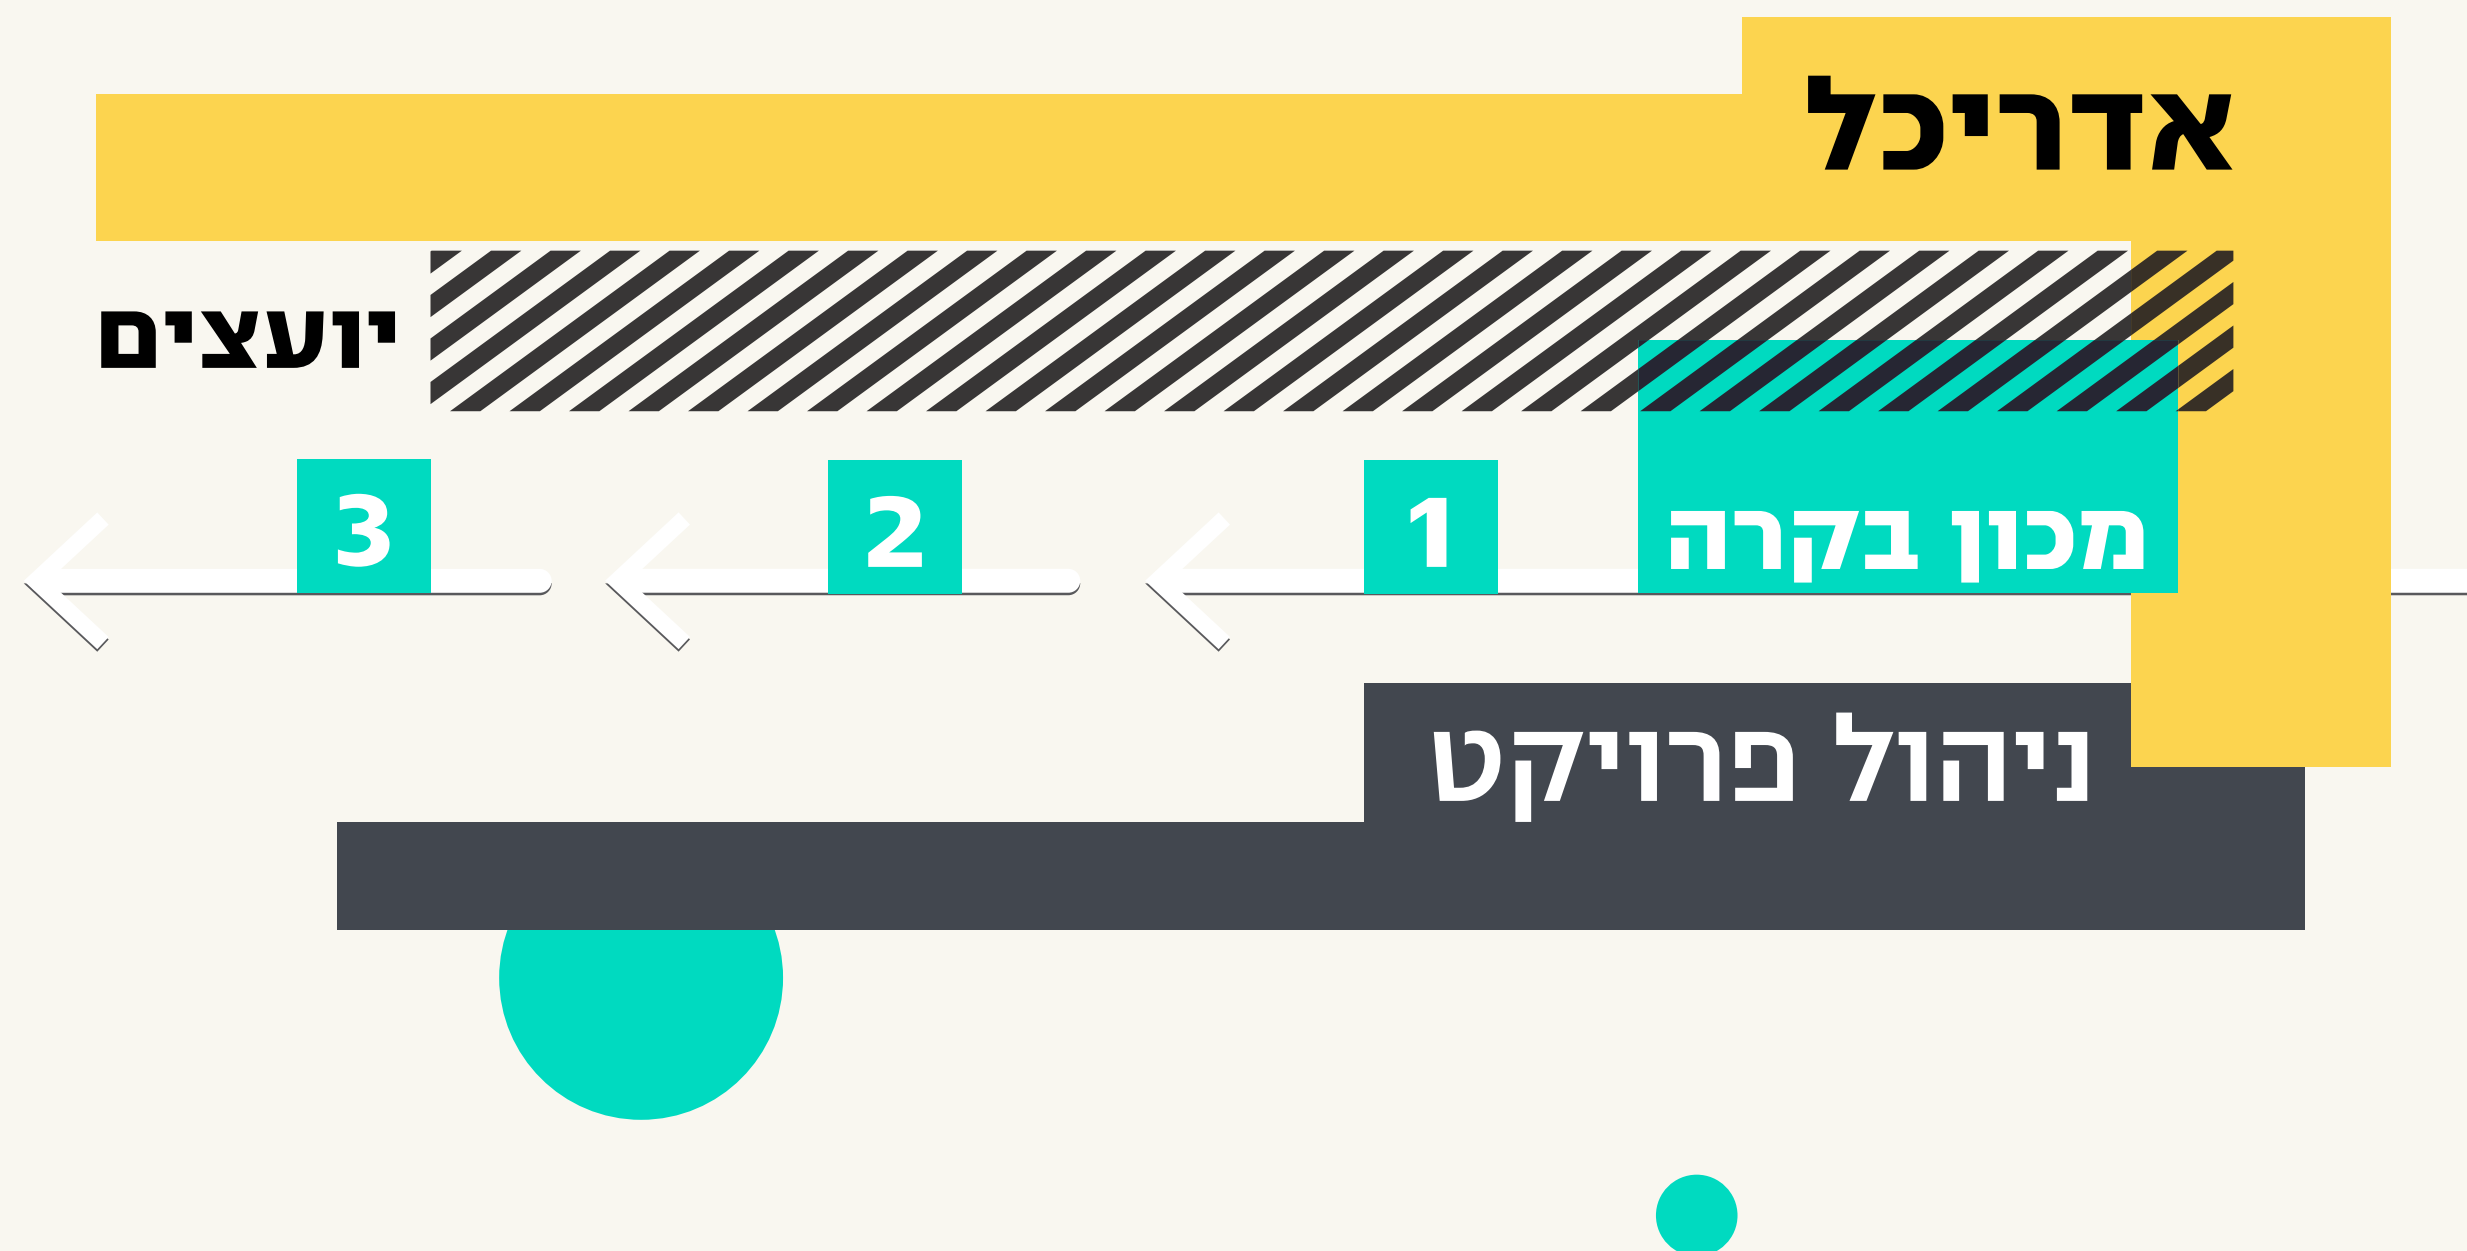 אדריכל
יועצים
מכון בקרה
1
2
3
ניהול פרויקט